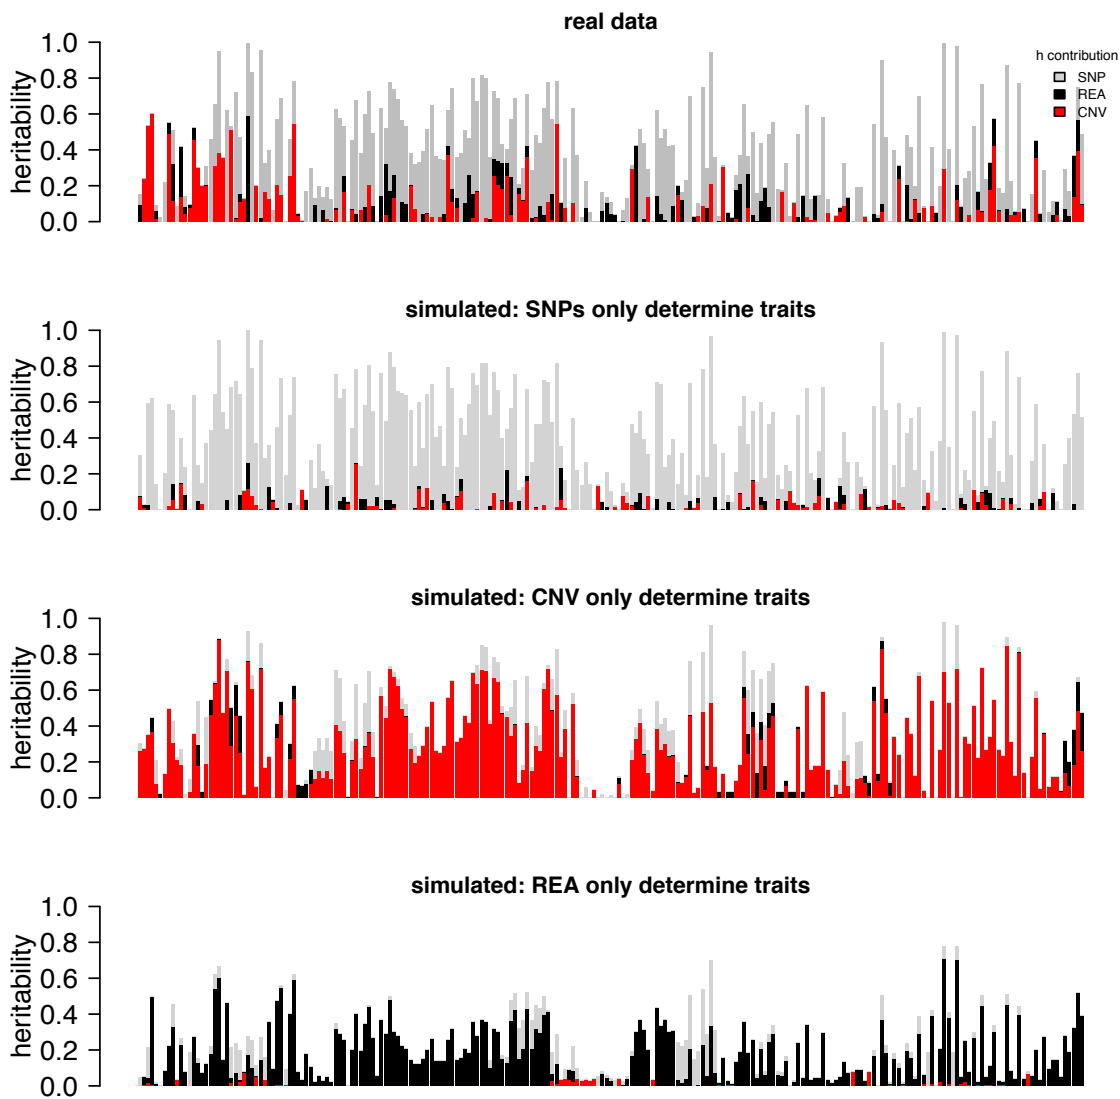 real data
heritability
1.0
0.8
0.6
0.4
0.2
0.0
h contribution
SNP
REA
CNV
simulated: SNPs only determine traits
heritability
1.0
0.8
0.6
0.4
0.2
0.0
simulated: CNV only determine traits
heritability
1.0
0.8
0.6
0.4
0.2
0.0
simulated: REA only determine traits
heritability
1.0
0.8
0.6
0.4
0.2
0.0